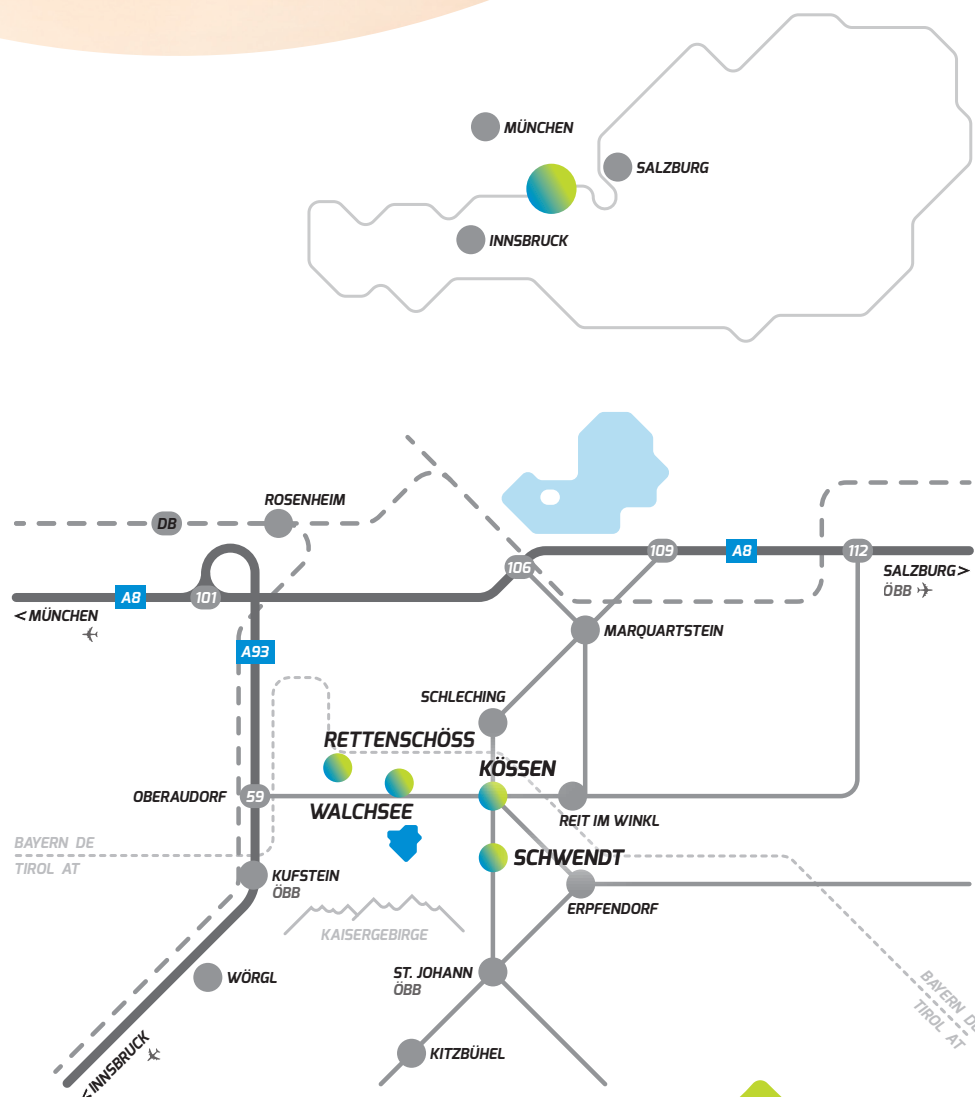 MÜNCHEN
SALZBURG
INNSBRUCK
ROSENHEIM
DB
109
A8
112
106
SALZBURG >
ÖBB
A8
101
< MÜNCHEN
MARQUARTSTEIN
A93
SCHLECHING
RETTENSCHÖSS
KÖSSEN
OBERAUDORF
59
WALCHSEE
REIT IM WINKL
BAYERN DE
TIROL AT
SCHWENDT
KUFSTEIN
ÖBB
ERPFENDORF
KAISERGEBIRGE
WÖRGL
ST. JOHANN
ÖBB
BAYERN DE
TIROL AT
KITZBÜHEL
< INNSBRUCK